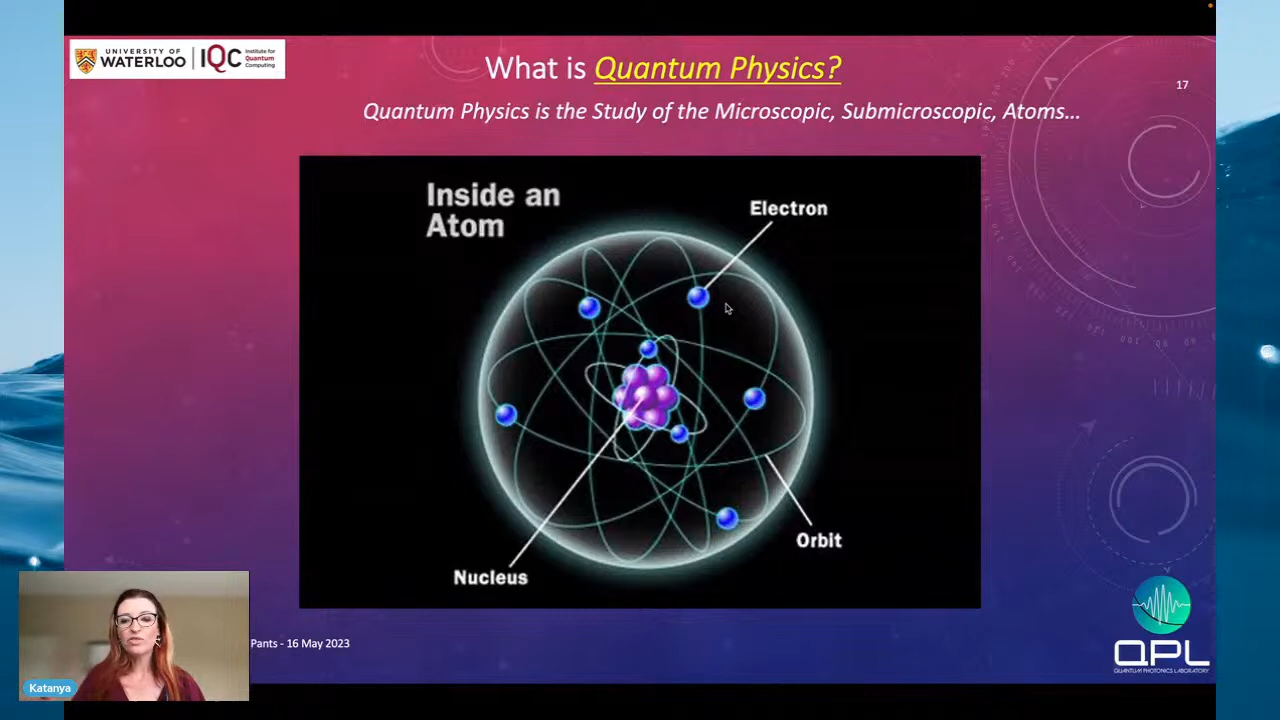 UNIVERSITY OF
WATERLOO
IQC
Institute for
Quantum
Computing
What is Quantum Physics?
17
Quantum Physics is the Study of the Microscopic, Submicroscopic, Atoms...
Inside an
Atom
Electron
Orbit
Nucleus
Pants - 16 May 2023
Katanya
QPL
QUANTUM PHOTONICS LABORATORY